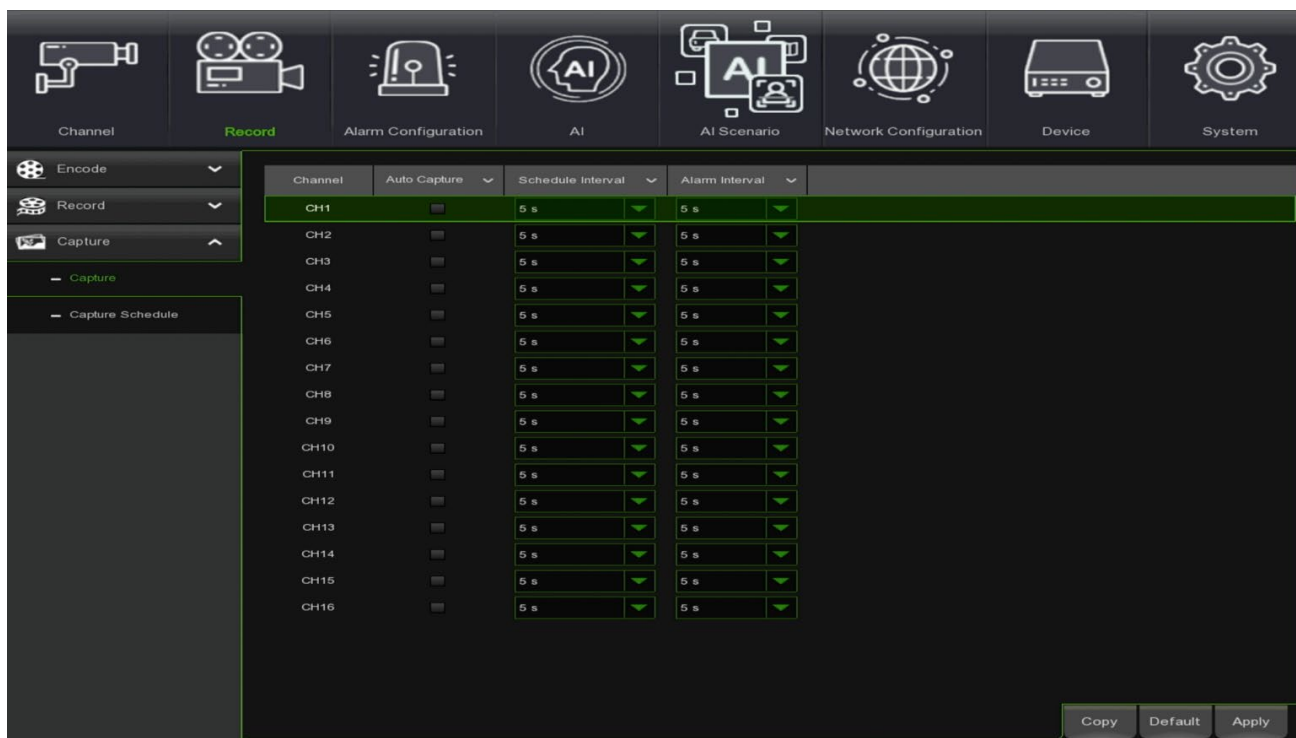 Channel Record Alarm Configuration AI AI AI AI Scenario Network Configuration Device System
Encode
Record
Capture
Capture
Capture Schedule
Channel Auto Capture Schedule Interval Alarm Interval
CH1 5 s 5 s
CH2 5 s 5 s
CH3 5 s 5 s
CH4 5 s 5 s
CH5 5 s 5 s
CH6 5 s 5 s
CH7 5 s 5 s
CH8 5 s 5 s
CH9 5 s 5 s
CH10 5 s 5 s
CH11 5 s 5 s
CH12 5 s 5 s
CH13 5 s 5 s
CH14 5 s 5 s
CH15 5 s 5 s
CH16 5 s 5 s
Copy Default Apply